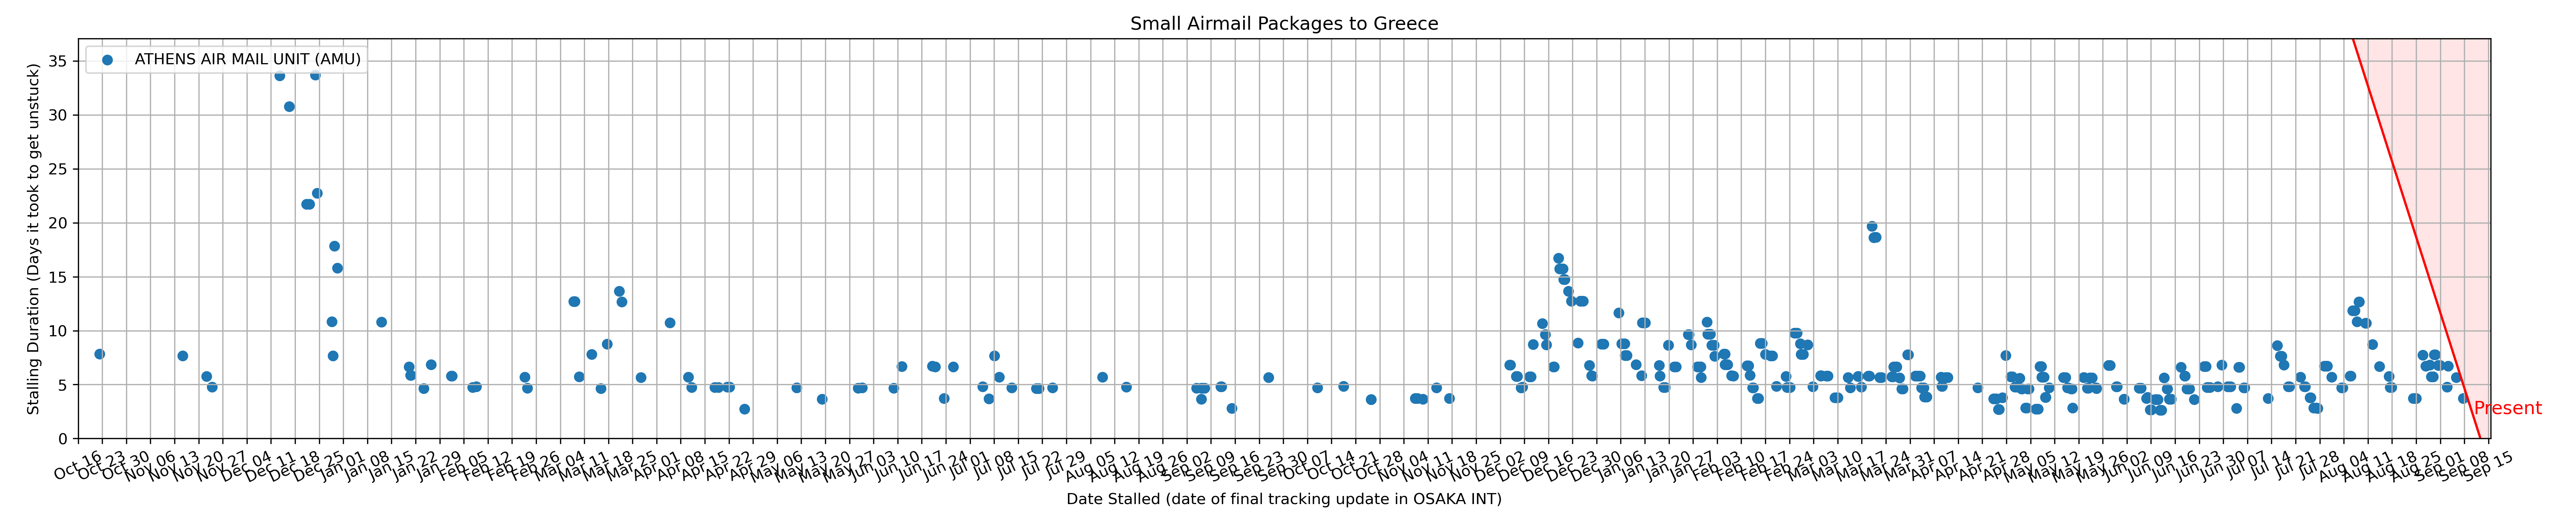 Small Airmail Packages to Greece
ATHENS AIR MAIL UNIT (AMU)
Stalling Duration (Days it took to get unstuck)
35
30
25
20
15
10
5
0
Present
Oct 16
Oct 23
Oct 30
Nov 06
Nov 13
Nov 20
Nov 27
Dec 04
Dec 11
Dec 18
Dec 25
Jan 01
Jan 08
Jan 15
Jan 22
Jan 29
Feb 05
Feb 12
Feb 19
Feb 26
Mar 04
Mar 11
Mar 18
Mar 25
Apr 01
Apr 08
Apr 15
Apr 22
Apr 29
May 06
May 13
May 20
May 27
Jun 03
Jun 10
Jun 17
Jun 24
Jul 01
Jul 08
Jul 15
Jul 22
Jul 29
Aug 05
Aug 12
Aug 19
Aug 26
Sep 02
Sep 09
Sep 16
Sep 23
Sep 30
Oct 07
Oct 14
Oct 21
Oct 28
Nov 04
Nov 11
Nov 18
Nov 25
Dec 02
Dec 09
Dec 16
Dec 23
Dec 30
Jan 06
Jan 13
Jan 20
Jan 27
Feb 03
Feb 10
Feb 17
Feb 24
Mar 03
Mar 10
Mar 17
Mar 24
Mar 31
Apr 07
Apr 14
Apr 21
Apr 28
May 05
May 12
May 19
May 26
Jun 02
Jun 09
Jun 16
Jun 23
Jun 30
Jul 07
Jul 14
Jul 21
Jul 28
Aug 04
Aug 11
Aug 18
Aug 25
Sep 01
Sep 08
Sep 15
Date Stalled (date of final tracking update in OSAKA INT)